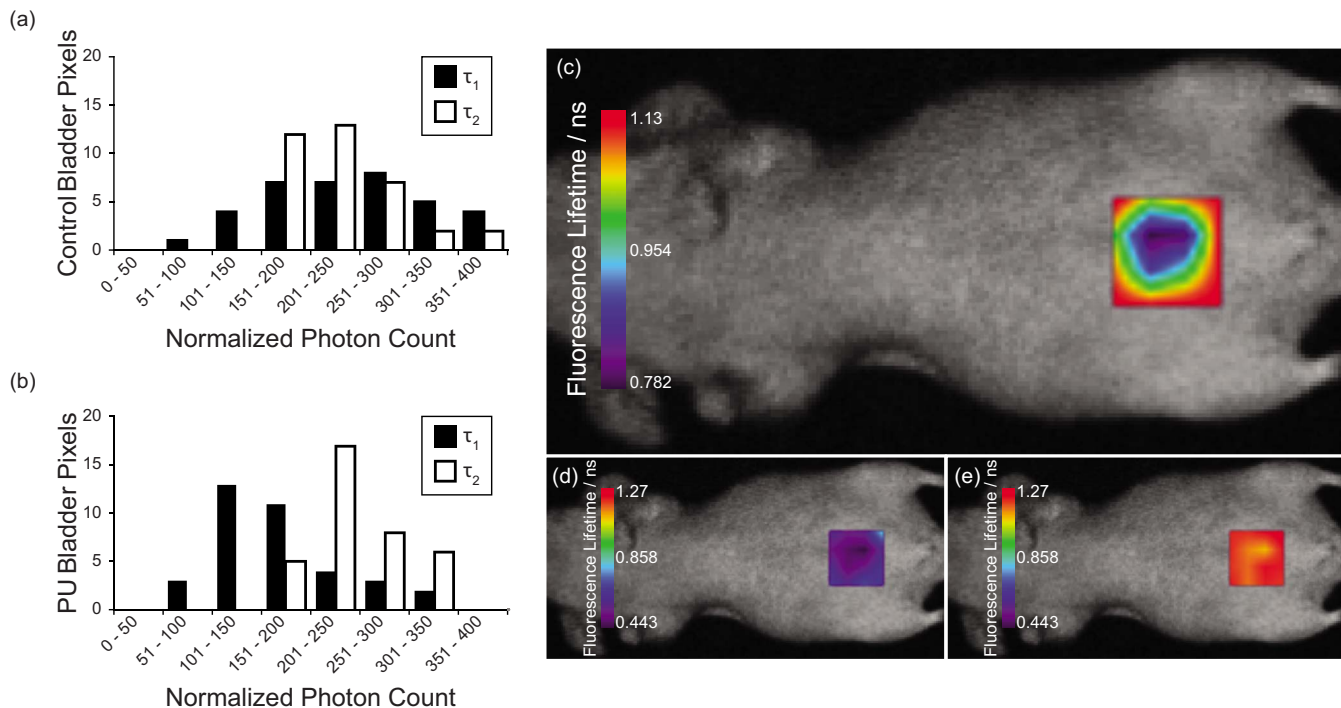 (a)
Control Bladder Pixels
20
15
10
5
0
τ1
τ2
0 - 50
51 - 100
101 - 150
151 - 200
201 - 250
251 - 300
301 - 350
351 - 400
Normalized Photon Count
(b)
PU Bladder Pixels
20
15
10
5
0
τ1
τ2
0 - 50
51 - 100
101 - 150
151 - 200
201 - 250
251 - 300
301 - 350
351 - 400
Normalized Photon Count
(c)
Fluorescence Lifetime / ns
1.13
0.954
0.782
(d)
Fluorescence Lifetime / ns
1.27
0.858
0.443
(e)
Fluorescence Lifetime / ns
1.27
0.858
0.443